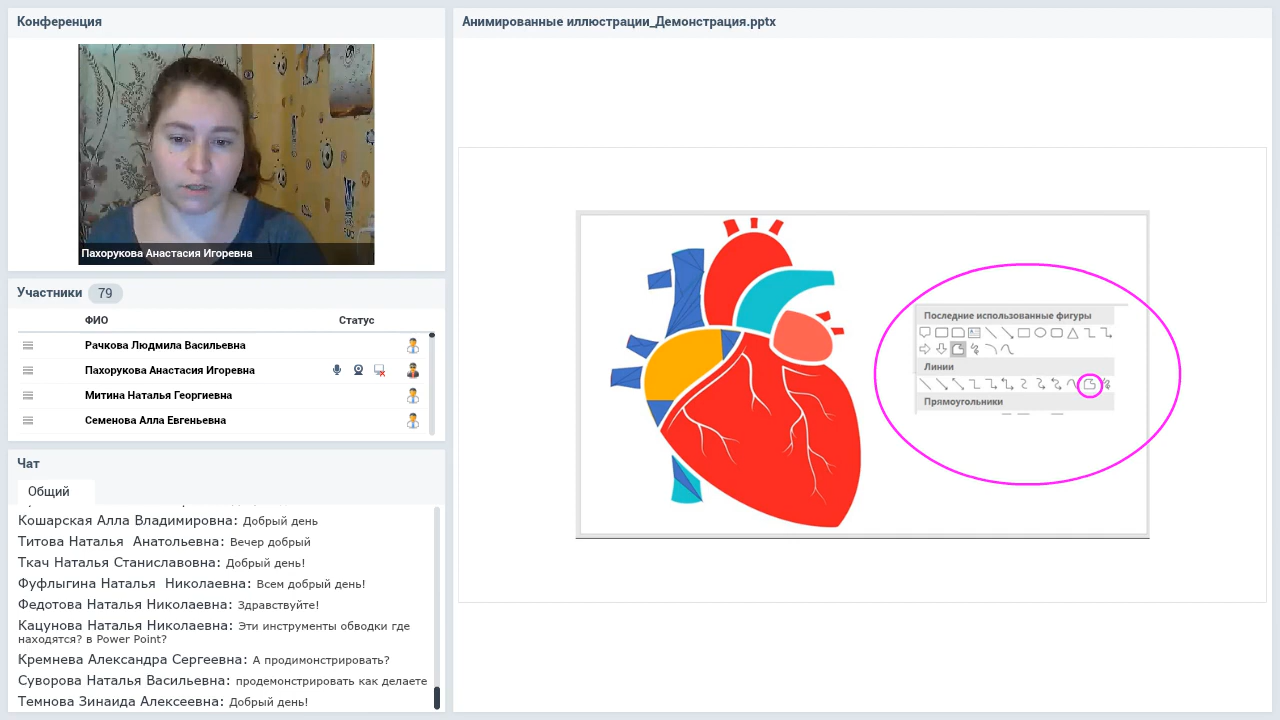 Конференция
Пахорукова Анастасия Игоревна
Участники 79
ФИО Статус
Рачкова Людмила Васильевна
Пахорукова Анастасия Игоревна
Митина Наталья Георгиевна
Семенова Алла Евгеньевна
Чат
Общий
Кошарская Алла Владимировна: Добрый день
Титова Наталья Анатольевна: Вечер добрый
Ткач Наталья Станиславовна: Добрый день!
Фуфлыгина Наталья Николаевна: Всем добрый день!
Федотова Наталья Николаевна: Здравствуйте!
Кацунова Наталья Николаевна: Эти инструменты обводки где
находятся? в Power Point?
Кремнева Александра Сергеевна: А продимонстрировать?
Суворова Наталья Васильевна: продемонстрировать как делаете
Темнова Зинаида Алексеевна: Добрый день!
Анимированные иллюстрации_Демонстрация.pptx
Последние использованные фигуры
Линии
Прямоугольники